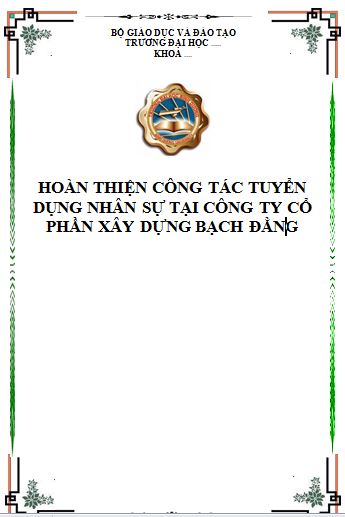 BỘ GIÁO DỤC VÀ ĐÀO TẠO
TRƯỜNG ĐẠI HỌC .....
KHOA ....
HOÀN THIỆN CÔNG TÁC TUYỂN
DỤNG NHÂN SỰ TẠI CÔNG TY CỔ
PHẦN XÂY DỰNG BẠCH ĐẰNG